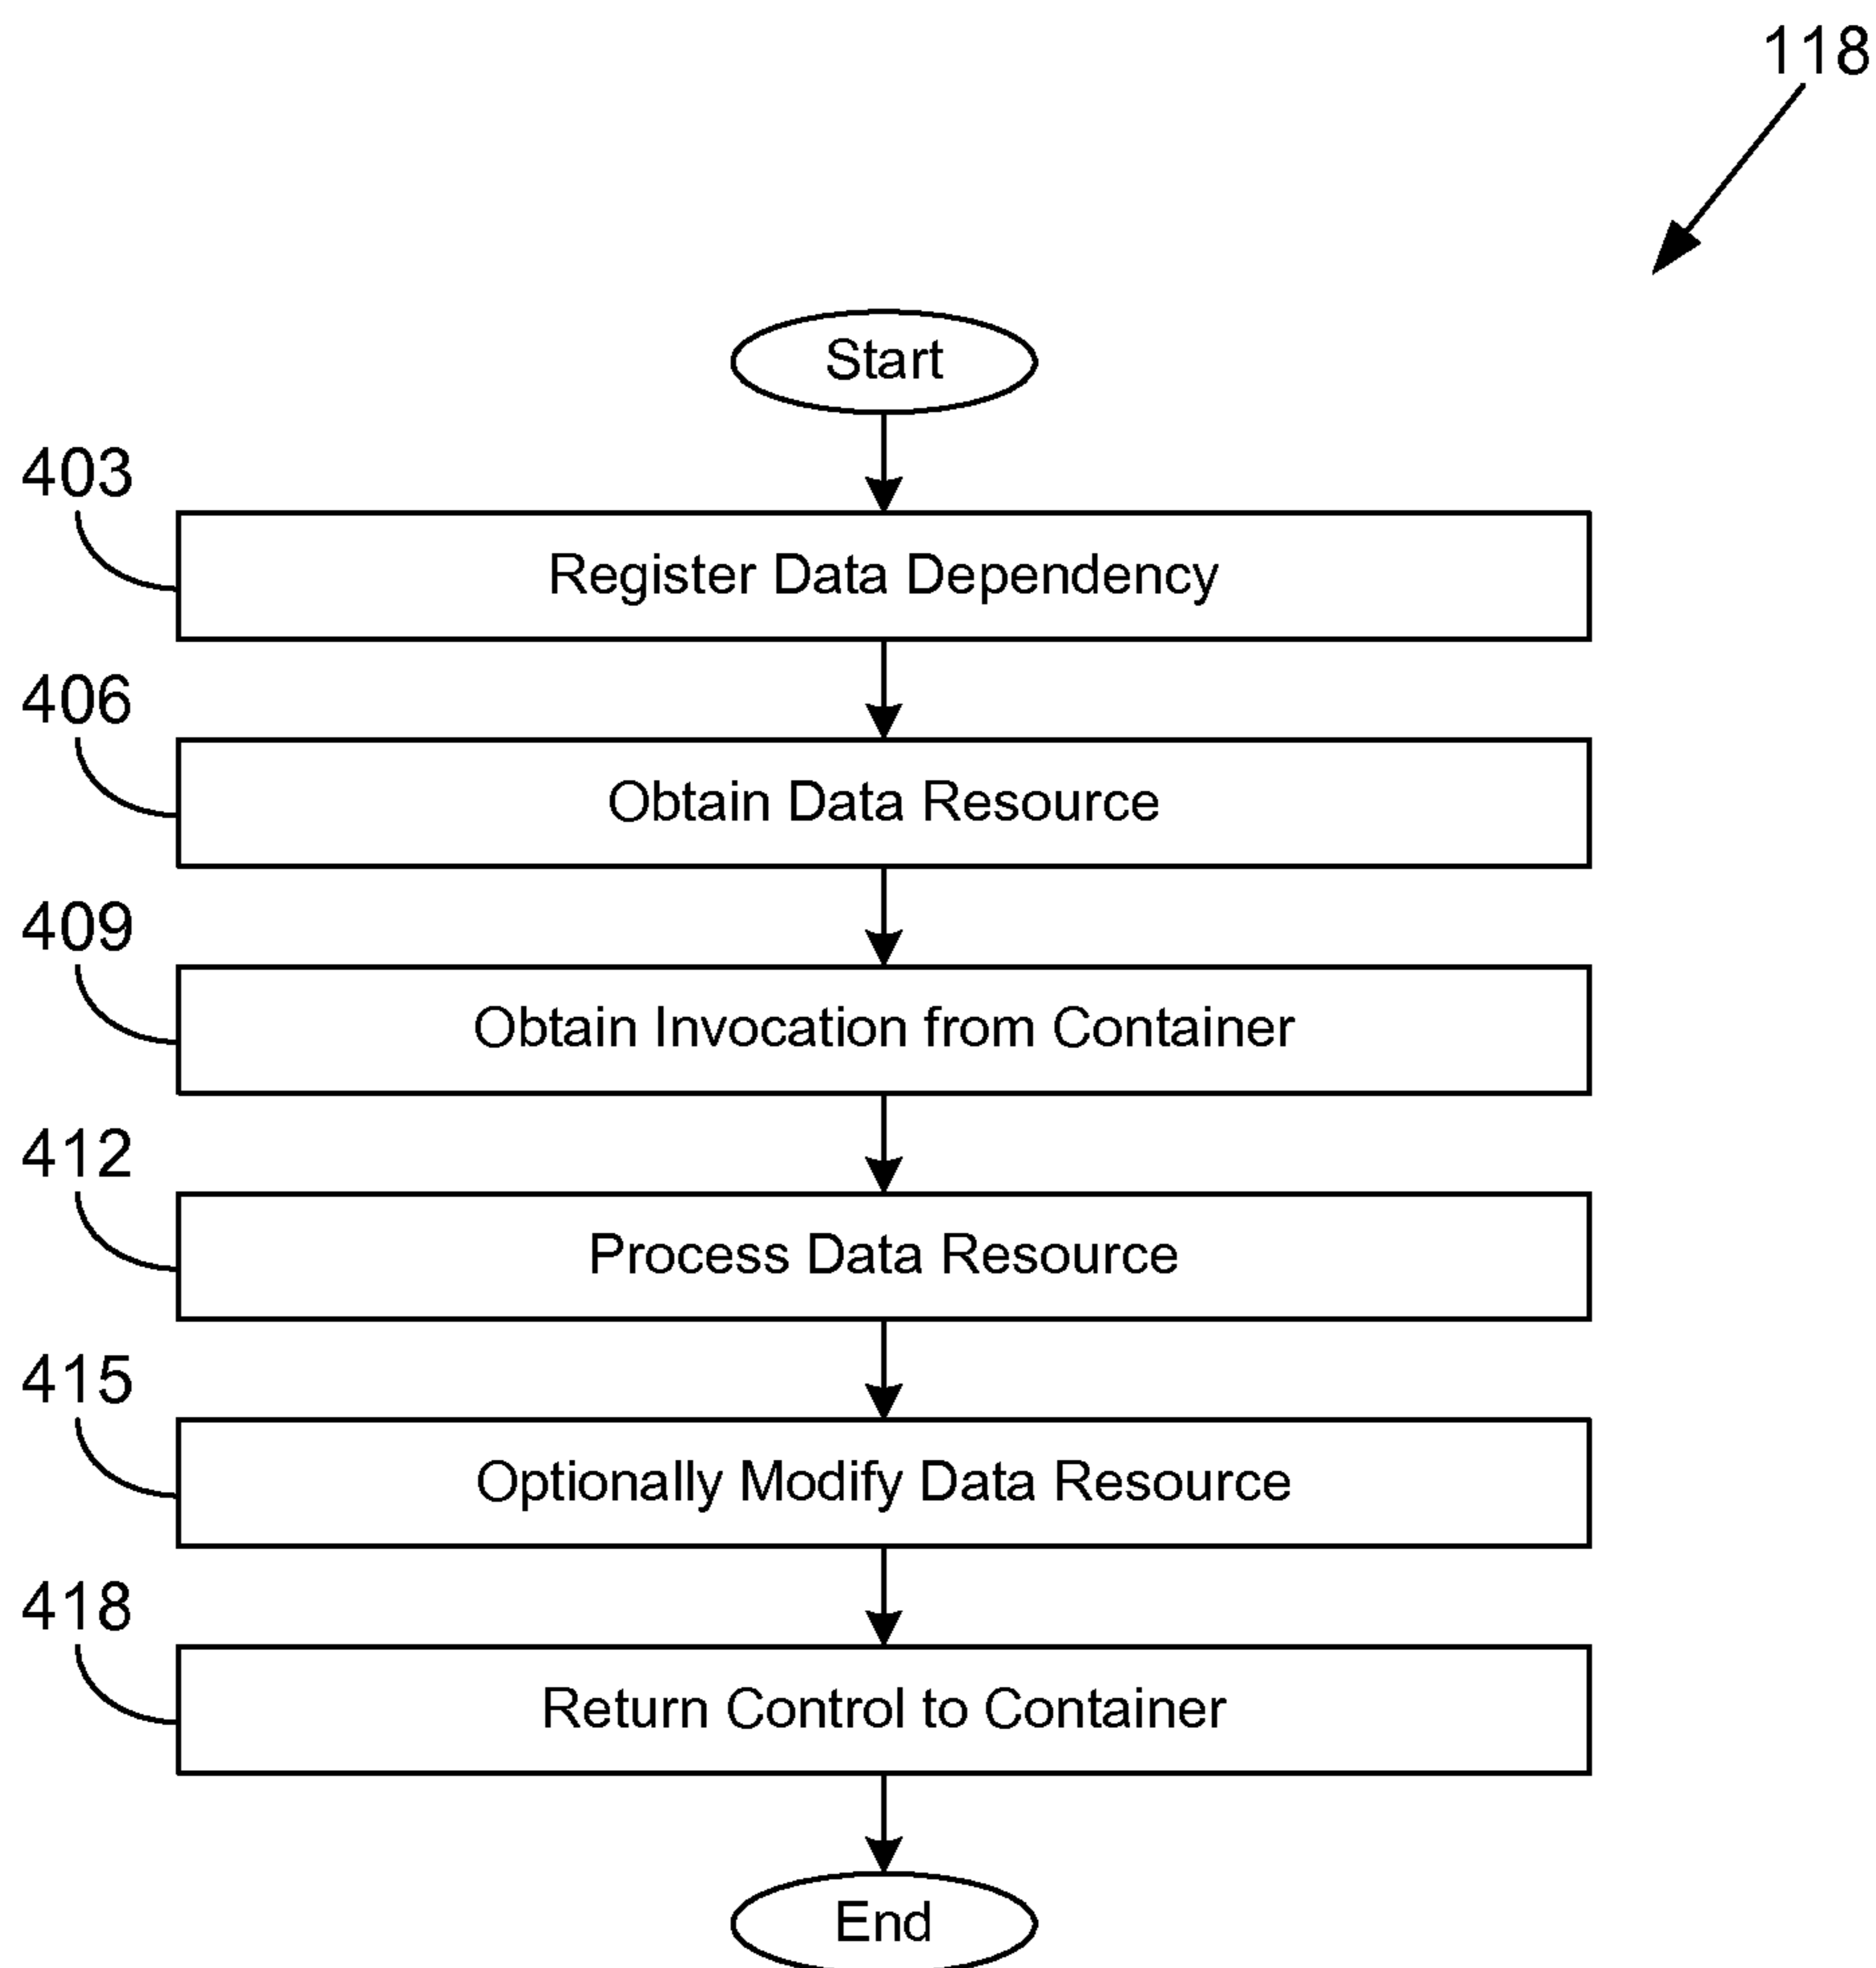 118
Start
403
Register Data Dependency
406
Obtain Data Resource
409
Obtain Invocation from Container
412
Process Data Resource
415
Optionally Modify Data Resource
418
Return Control to Container
End